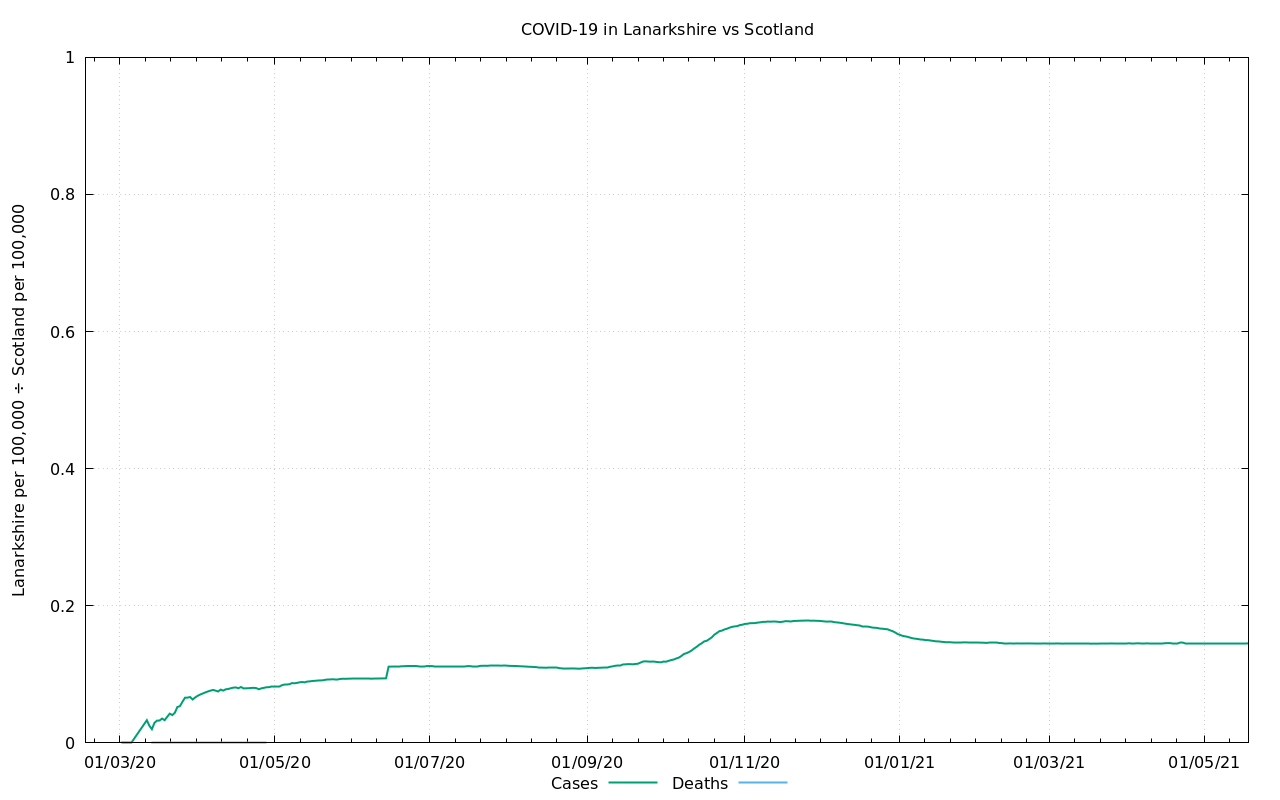 COVID-19 in Lanarkshire vs Scotland
Lanarkshire per 100,000 ÷ Scotland per 100,000
1
0.8
0.6
0.4
0.2
0
01/03/20 01/05/20 01/07/20 01/09/20 01/11/20 01/01/21 01/03/21 01/05/21
Cases Deaths